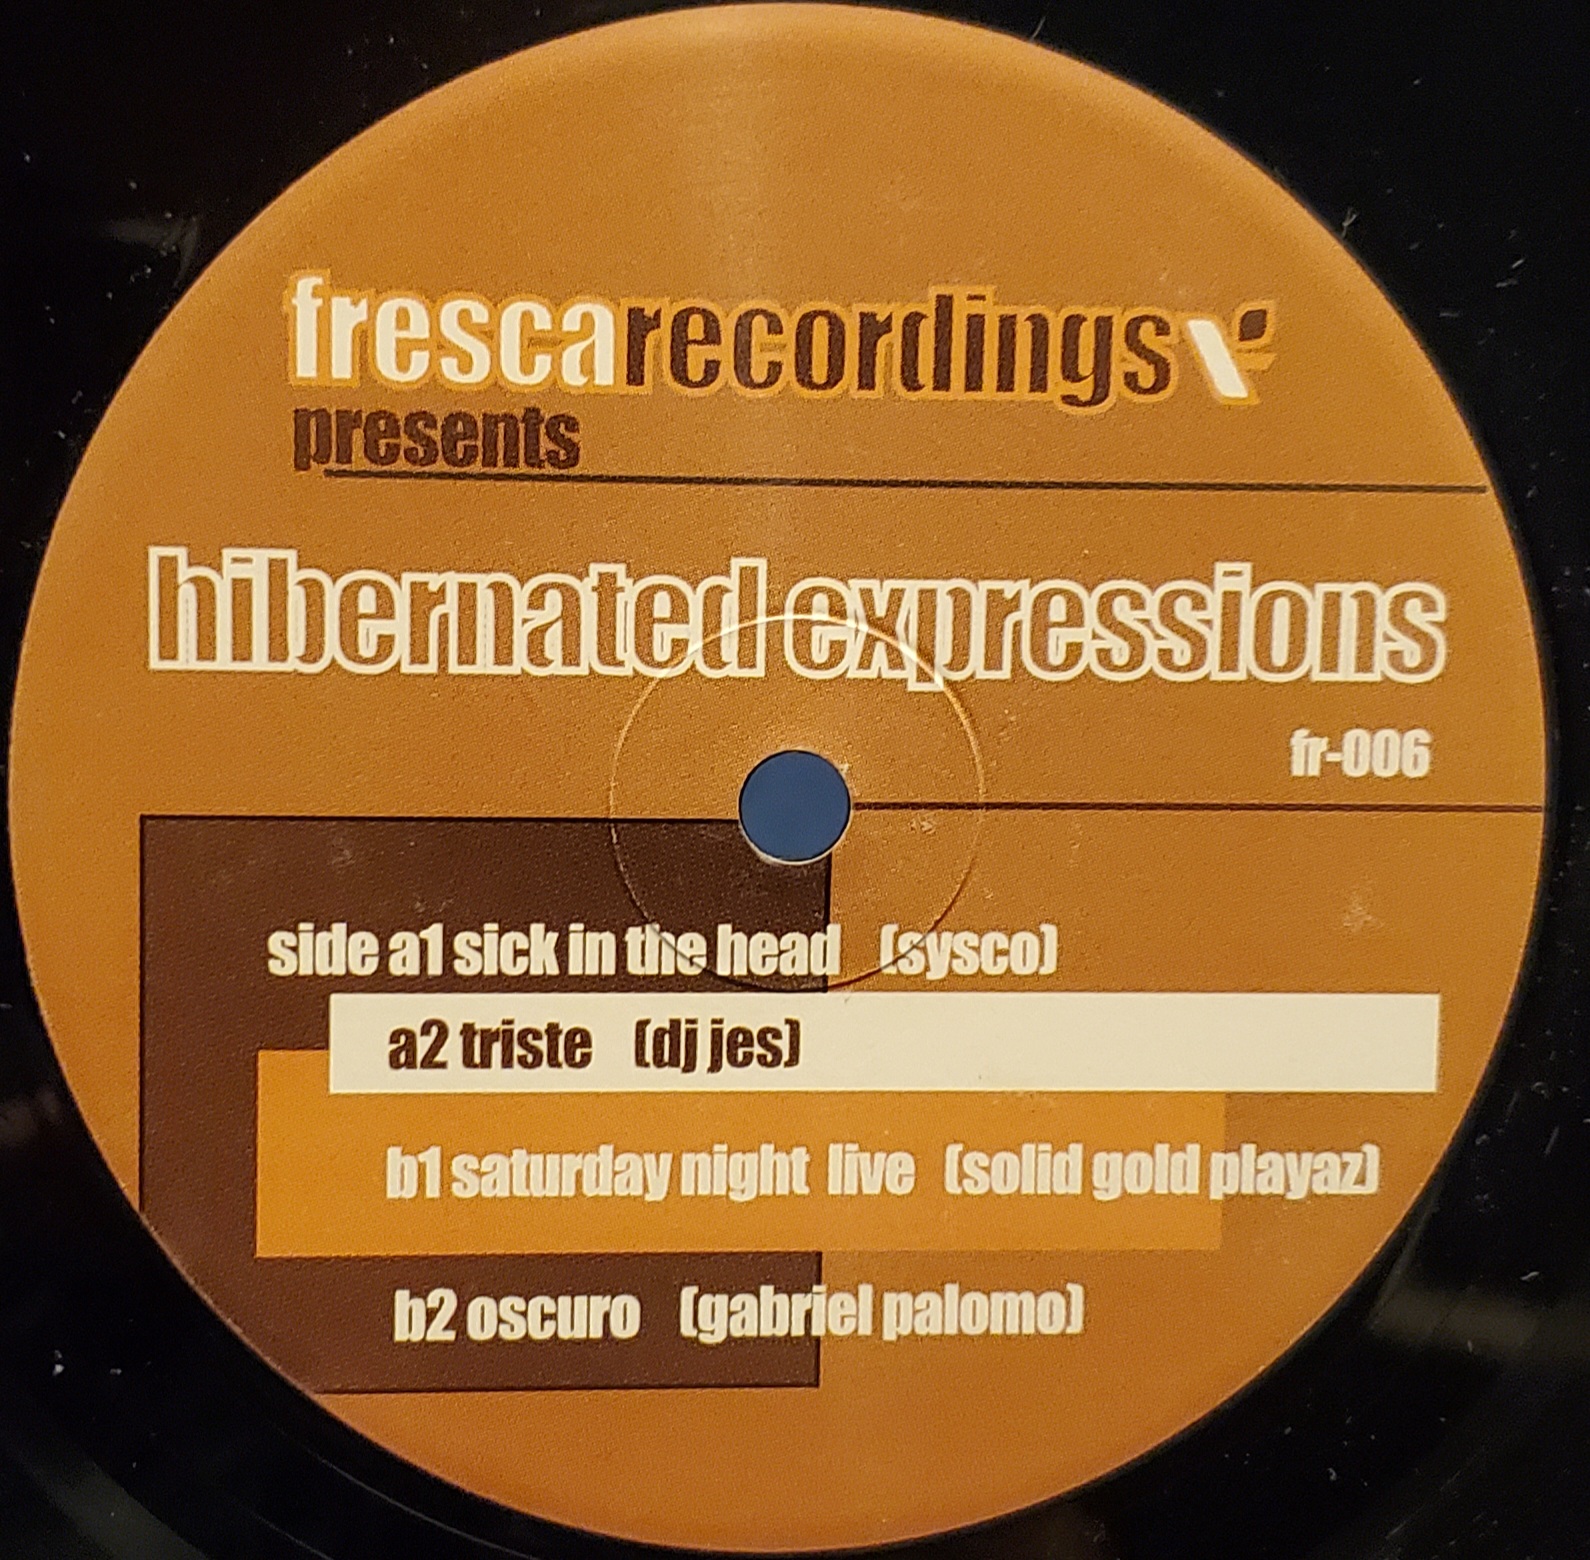 frescarecordings
presents
hibernated expressions
fr-006
side a1 sick in the head (sysco)
a2 triste (dj jes)
b1 saturday night live (solid gold playaz)
b2 oscuro (gabriel palomo)